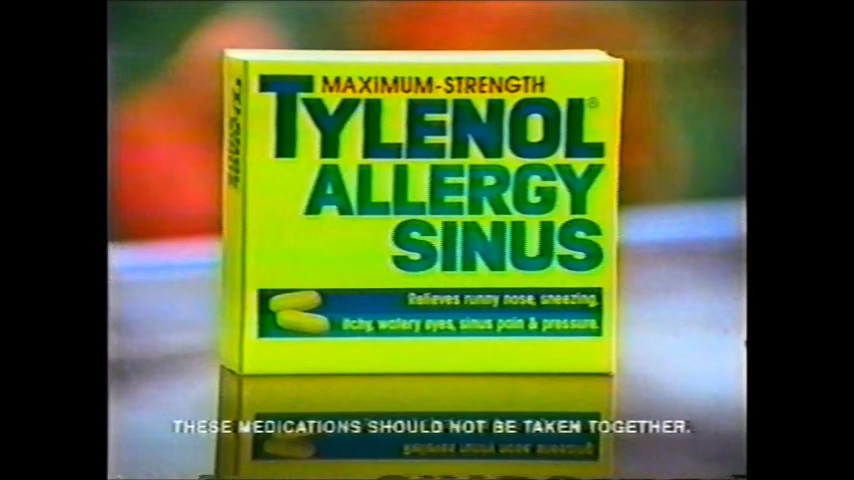 MAXIMUM-STRENGTH
TYLENOL®
ALLERGY
SINUS
Relieves runny nose, sneezing,
itchy, watery eyes, sinus pain & pressure.
THESE MEDICATIONS SHOULD NOT BE TAKEN TOGETHER.